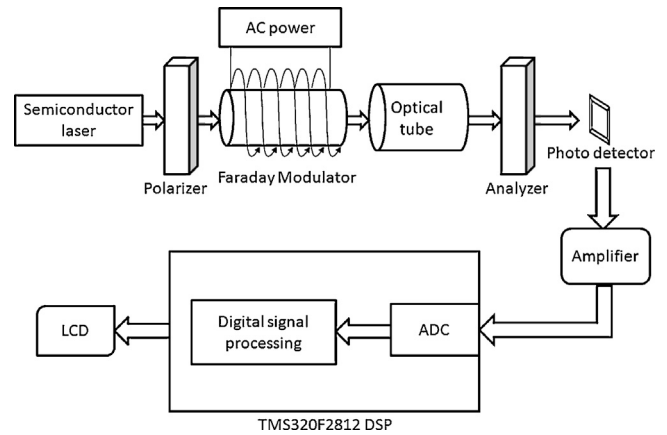 AC power
Semiconductor
laser
Optical
tube
Polarizer
Faraday Modulator
Analyzer
Photo detector
Amplifier
LCD
Digital signal
processing
ADC
TMS320F2812 DSP